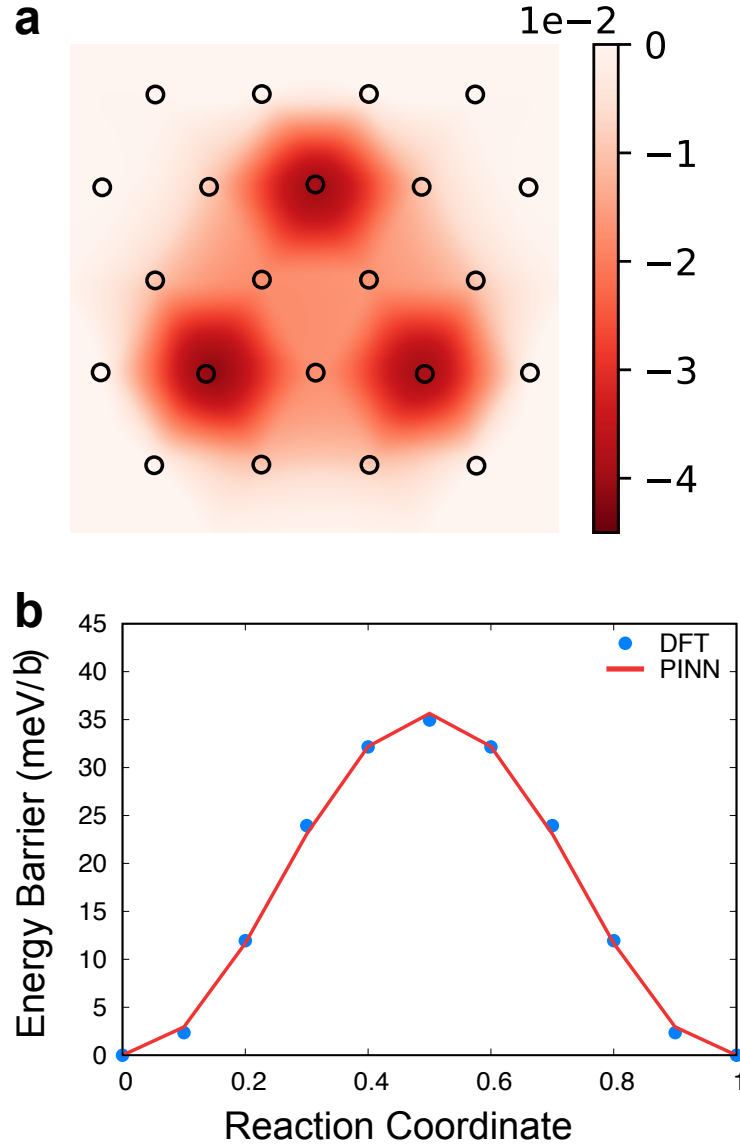 a
1e−2
0
−1
−2
−3
−4
b
45
40
35
30
25
20
15
10
5
0
Energy Barrier (meV/b)
DFT
PINN
0 0.2 0.4 0.6 0.8 1
Reaction Coordinate